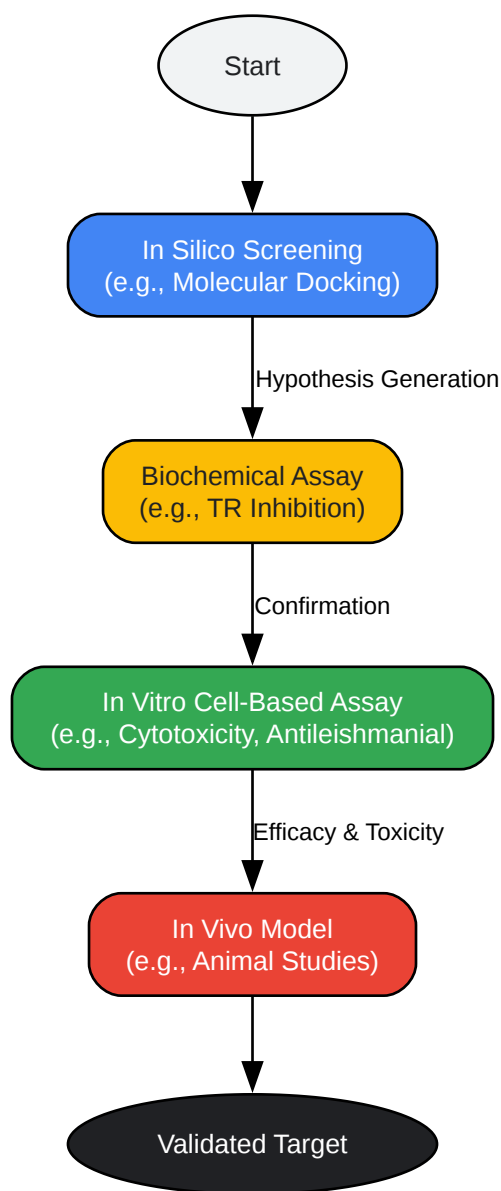 Start
In Silico Screening
(e.g., Molecular Docking)
Hypothesis Generation
Biochemical Assay
(e.g., TR Inhibition)
Confirmation
In Vitro Cell-Based Assay
(e.g., Cytotoxicity, Antileishmanial)
Efficacy & Toxicity
In Vivo Model
(e.g., Animal Studies)
Validated Target